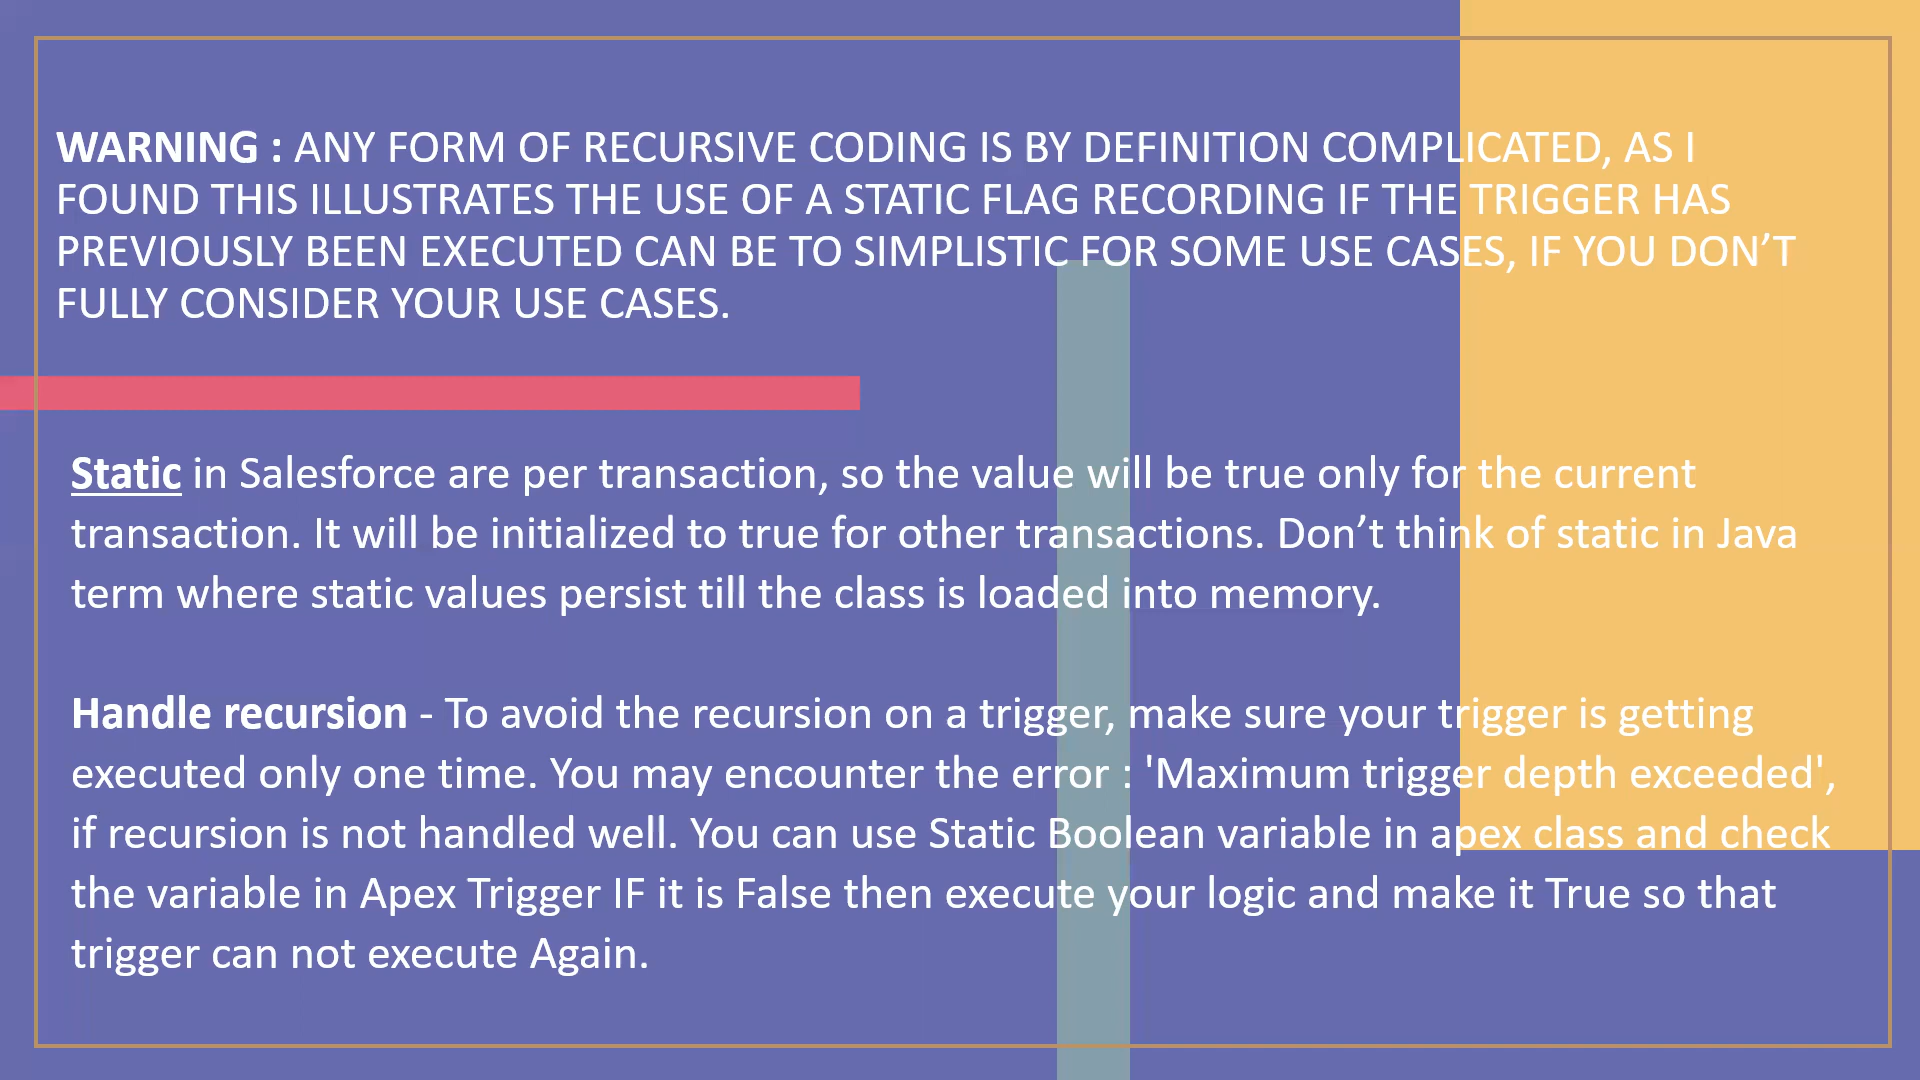 WARNING : ANY FORM OF RECURSIVE CODING IS BY DEFINITION COMPLICATED, AS I
FOUND THIS ILLUSTRATES THE USE OF A STATIC FLAG RECORDING IF THE TRIGGER HAS
PREVIOUSLY BEEN EXECUTED CAN BE TO SIMPLISTIC FOR SOME USE CASES, IF YOU DON’T
FULLY CONSIDER YOUR USE CASES.
Static in Salesforce are per transaction, so the value will be true only for the current
transaction. It will be initialized to true for other transactions. Don’t think of static in Java
term where static values persist till the class is loaded into memory.
Handle recursion - To avoid the recursion on a trigger, make sure your trigger is getting
executed only one time. You may encounter the error : 'Maximum trigger depth exceeded',
if recursion is not handled well. You can use Static Boolean variable in apex class and check
the variable in Apex Trigger IF it is False then execute your logic and make it True so that
trigger can not execute Again.